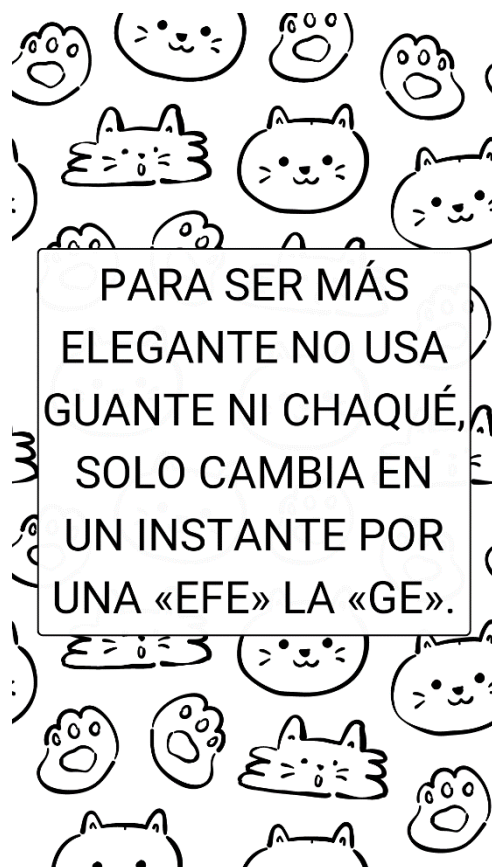 PARA SER MÁS
ELEGANTE NO USA
GUANTE NI CHAQUÉ,
SOLO CAMBIA EN
UN INSTANTE POR
UNA «EFE» LA «GE».